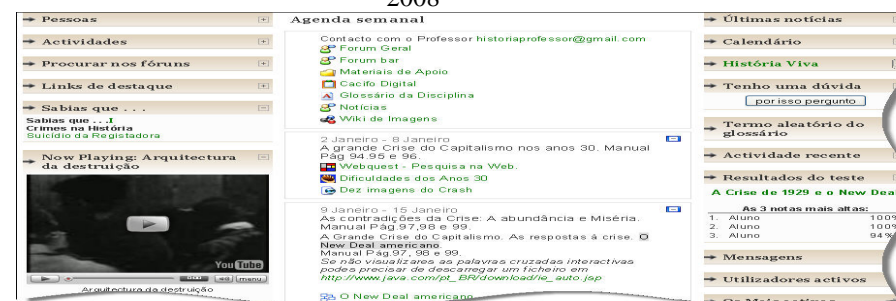 2008
Pessoas
Actividades
Procurar nos fóruns
Links de destaque
Sabias que . . .
Sabias que . . .I
Crimes na História
Suicídio da Registadora
Now Playing: Arquitectura
da destruição
YouTube
menu
Arquitectura da destruição
Agenda semanal
Contacto com o Professor historiaprofessor@gmail.com
Forum Geral
Forum bar
Materiais de Apoio
Cacifo Digital
Glossário da Disciplina
Notícias
Wiki de Imagens
2 Janeiro - 8 Janeiro
A grande Crise do Capitalismo nos anos 30. Manual
Pág 94.95 e 96.
Webquest - Pesquisa na Web.
Dificuldades dos Anos 30
Dez imagens do Crash
9 Janeiro - 15 Janeiro
As contradições da Crise: A abundância e Miséria.
Manual Pág.97,98 e 99.
A Grande Crise do Capitalismo. As respostas á crise. O
New Deal americano.
Manual Pág.97, 98 e 99.
Se não visualizares as palavras cruzadas interactivas
podes precisar de descarregar um ficheiro em
http://www.java.com/pt_BR/download/ie_auto.jsp
O New Deal americano
Últimas notícias
Calendário
História Viva
Tenho uma dúvida
por isso pergunto
Termo aleatório do
glossário
Actividade recente
Resultados do teste
A Crise de 1929 e o New Deal
As 3 notas mais altas:
1. Aluno 100%
2. Aluno 100%
3. Aluno 94%
Mensagens
Utilizadores activos